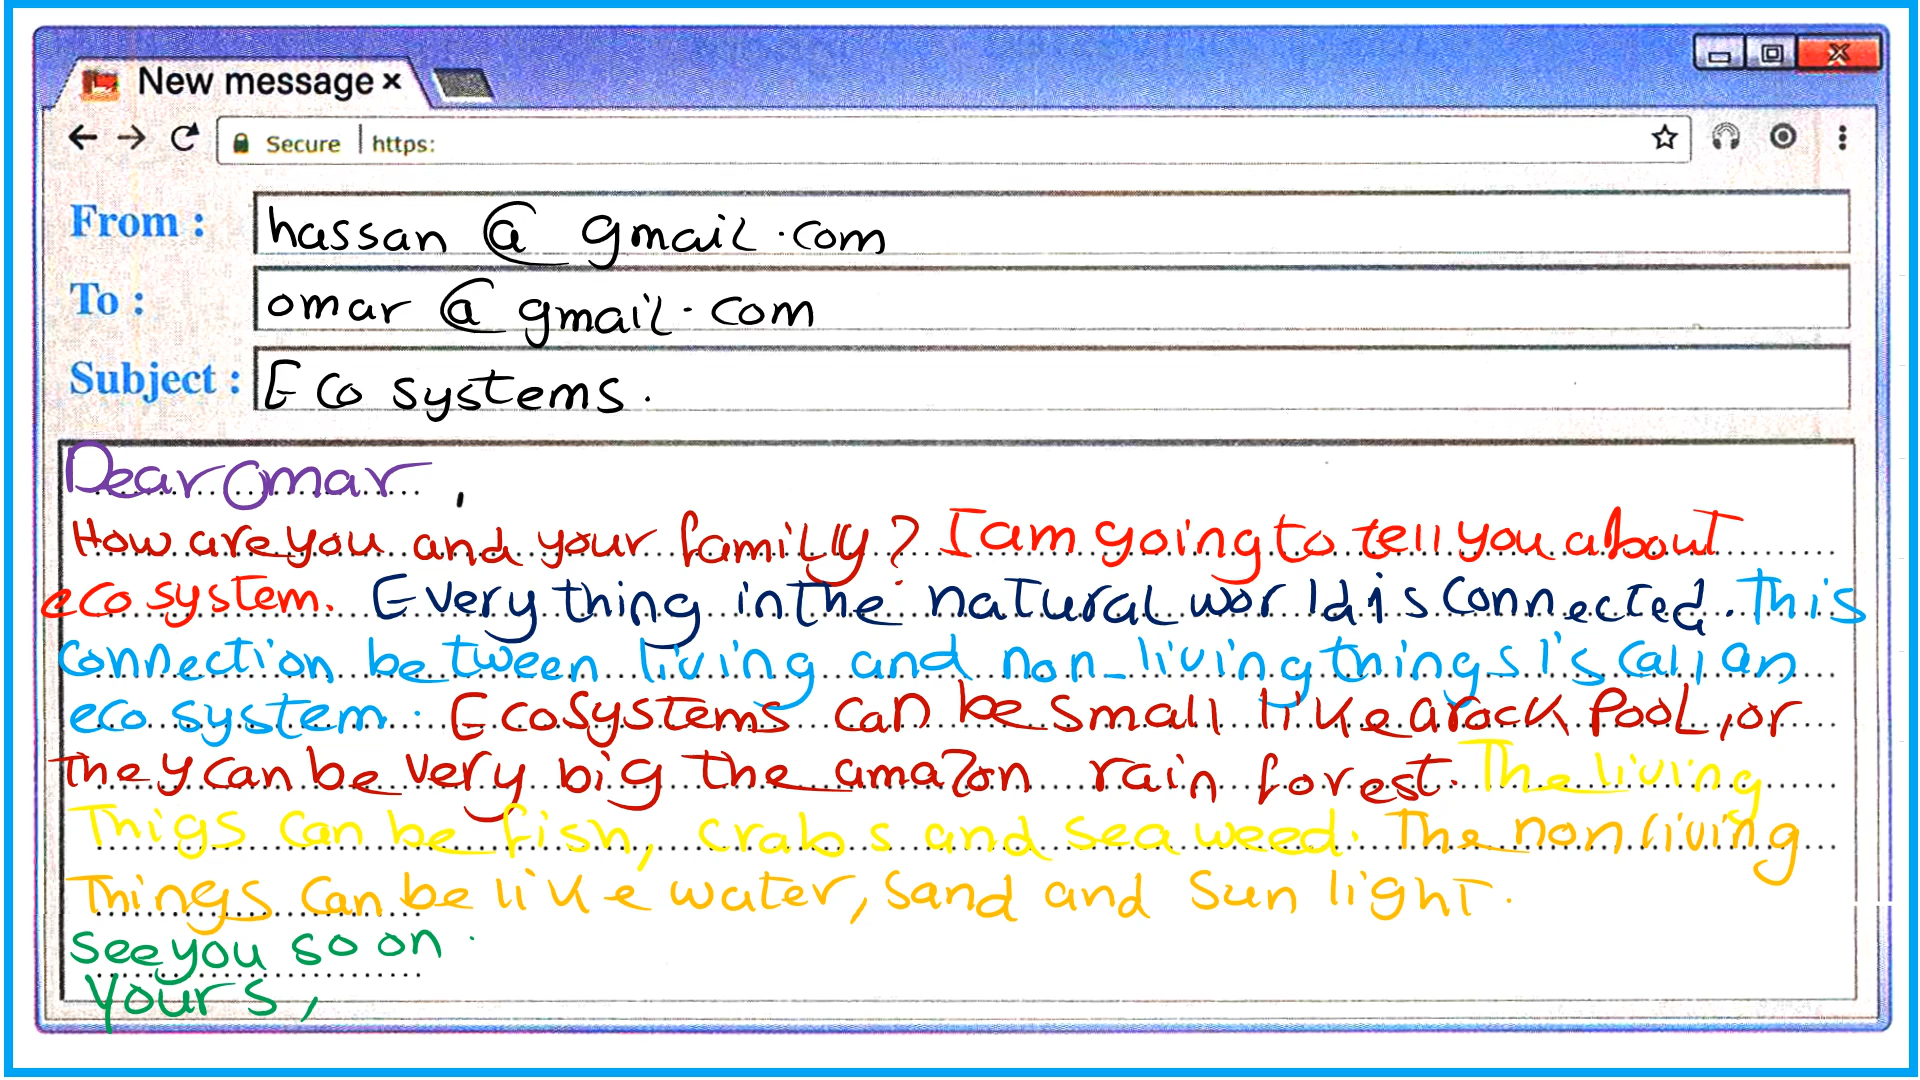 New message ×
Secure | https:
From : hassan @ gmail.com
To : omar @ gmail.com
Subject : Eco systems.
Dear Omar,
How are you and your familly? I am going to tell you about
eco system. Every thing in the natural world is connected. This
connection between living and non-living things is call an
eco system. Ecosystems can be small like a rock pool, or
they can be very big the amazon rain forest. The living
Thigs can be fish, crabs and sea weed. The non living
Things can be like water, sand and sun light.
see you soon.
Yours,